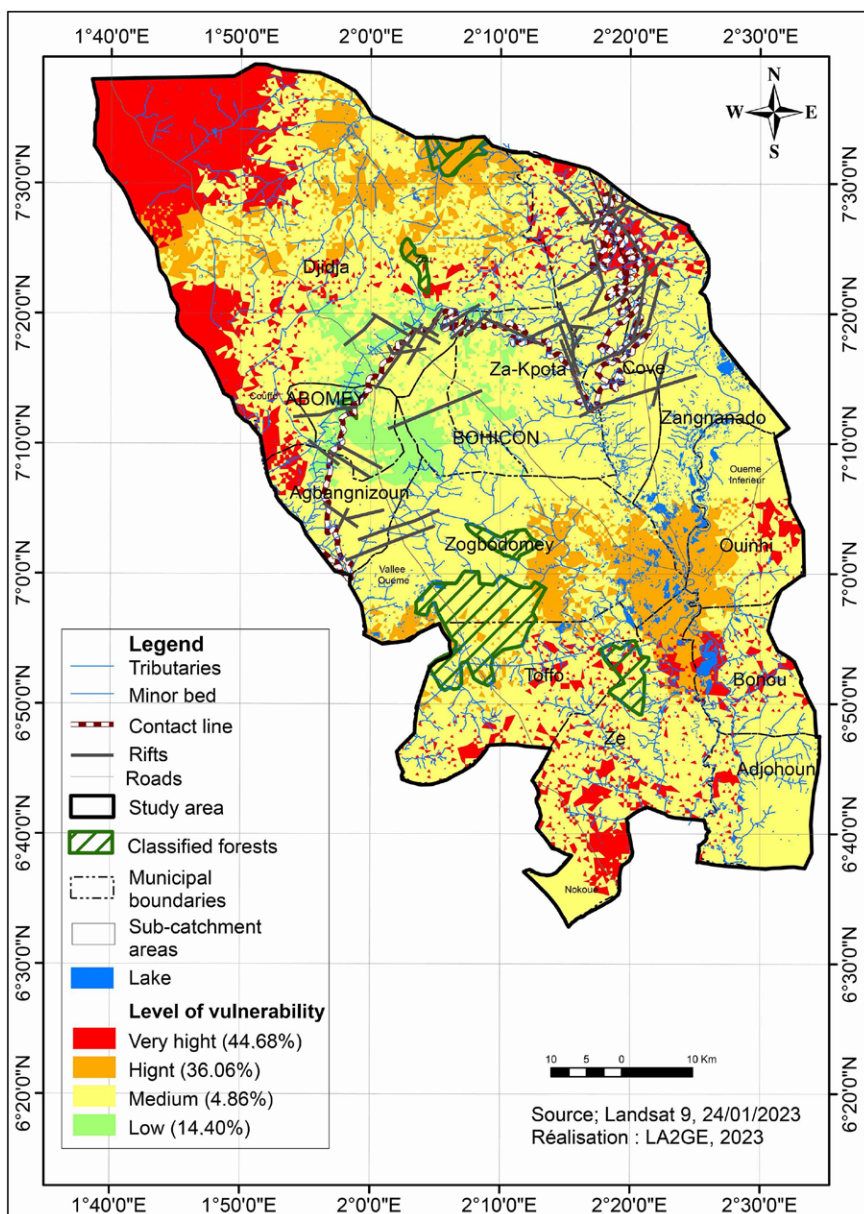 1°40'0"E 1°50'0"E 2°0'0"E 2°10'0"E 2°20'0"E 2°30'0"E
N
W E
S
7°30'0"N 7°30'0"N
Djidja
7°20'0"N 7°20'0"N
Za-Kpota
Cove
Couffo
ABOMEY
Zangnanado
BOHICON
7°10'0"N 7°10'0"N
Oueme
Inferieur
Agbangnizoun
Zogbodomey
Ouinhi
Vallee
Oueme
7°0'0"N 7°0'0"N
Toffo
Bonou
6°50'0"N 6°50'0"N
Ze
Adjohoun
6°40'0"N 6°40'0"N
Nokoue
6°30'0"N 6°30'0"N
6°20'0"N 6°20'0"N
Legend
Tributaries
Minor bed
Contact line
Rifts
Roads
Study area
Classified forests
Municipal
boundaries
Sub-catchment
areas
Lake
Level of vulnerability
Very hight (44.68%)
Hignt (36.06%)
Medium (4.86%)
Low (14.40%)
10 5 0 10 Km
Source; Landsat 9, 24/01/2023
Réalisation : LA2GE, 2023
1°40'0"E 1°50'0"E 2°0'0"E 2°10'0"E 2°20'0"E 2°30'0"E